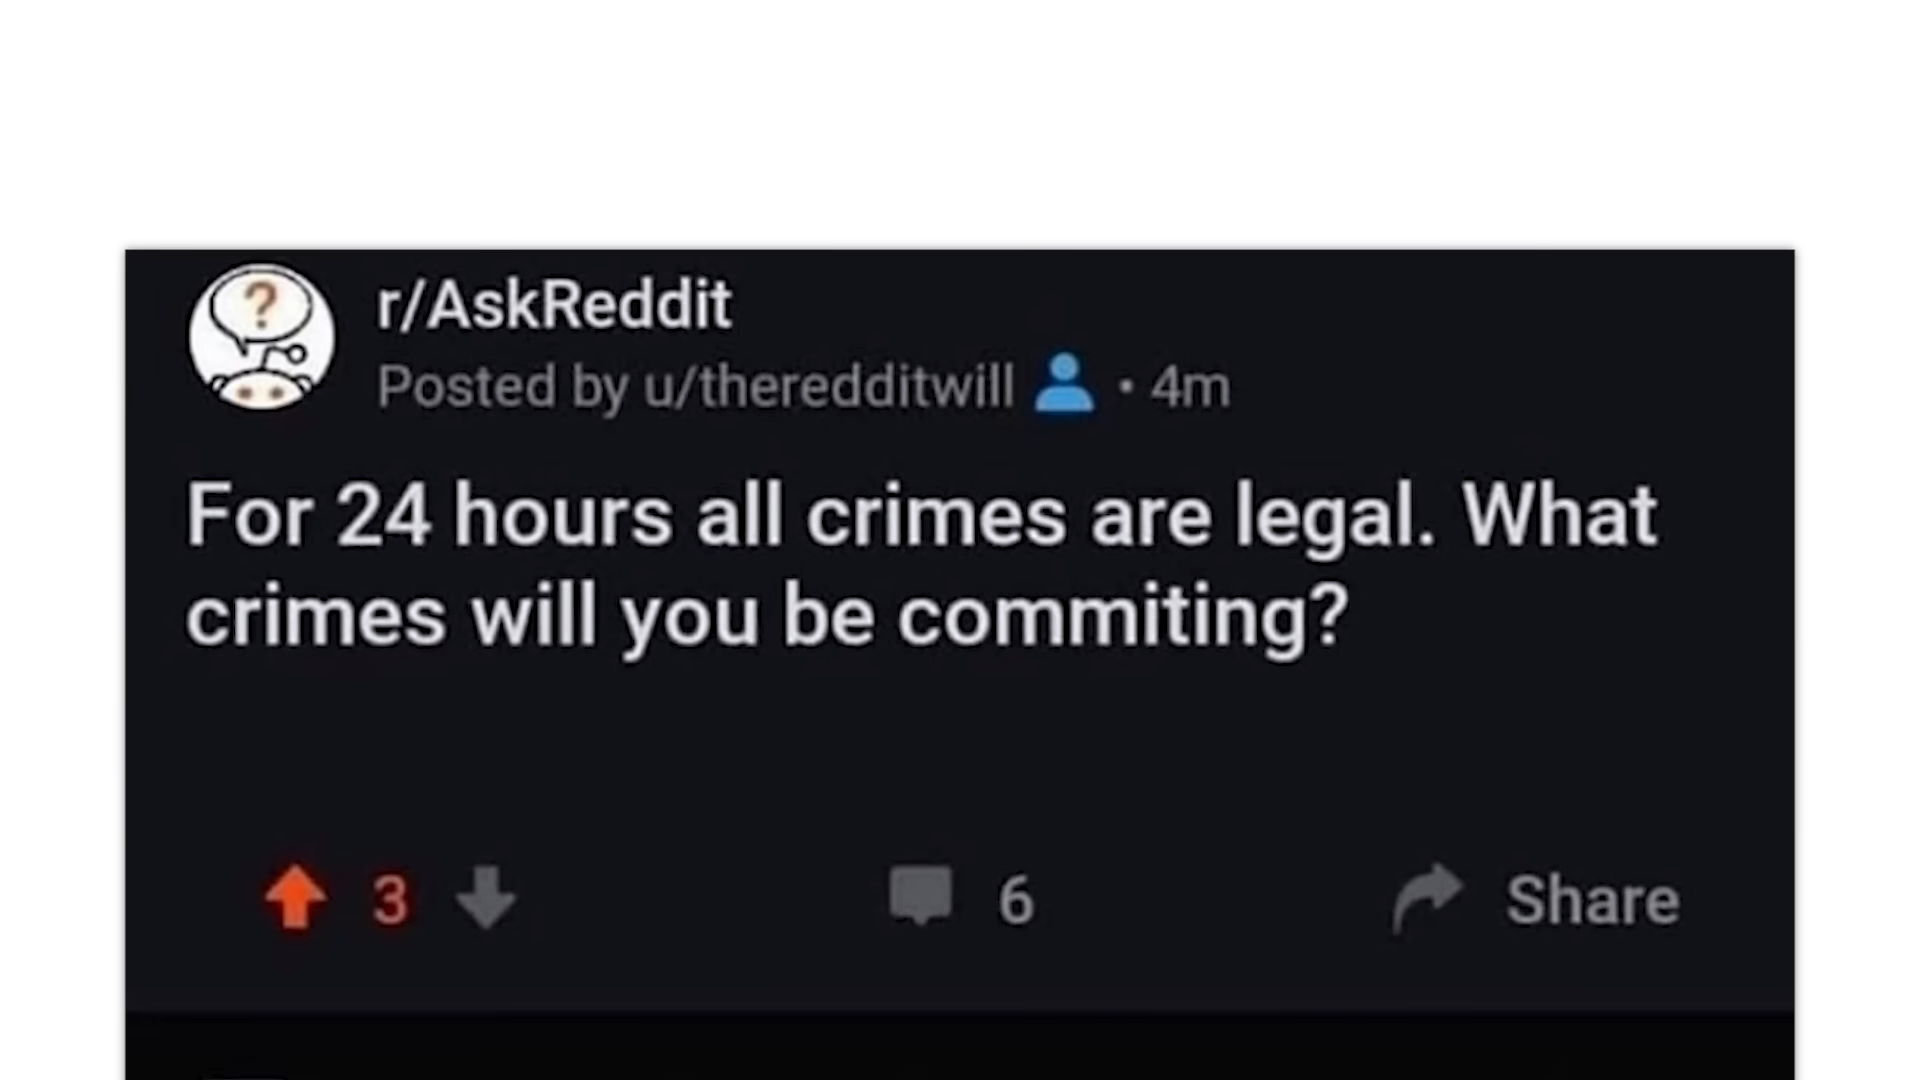 ?
r/AskReddit
Posted by u/theredditwill • 4m
For 24 hours all crimes are legal. What
crimes will you be commiting?
3
6
Share